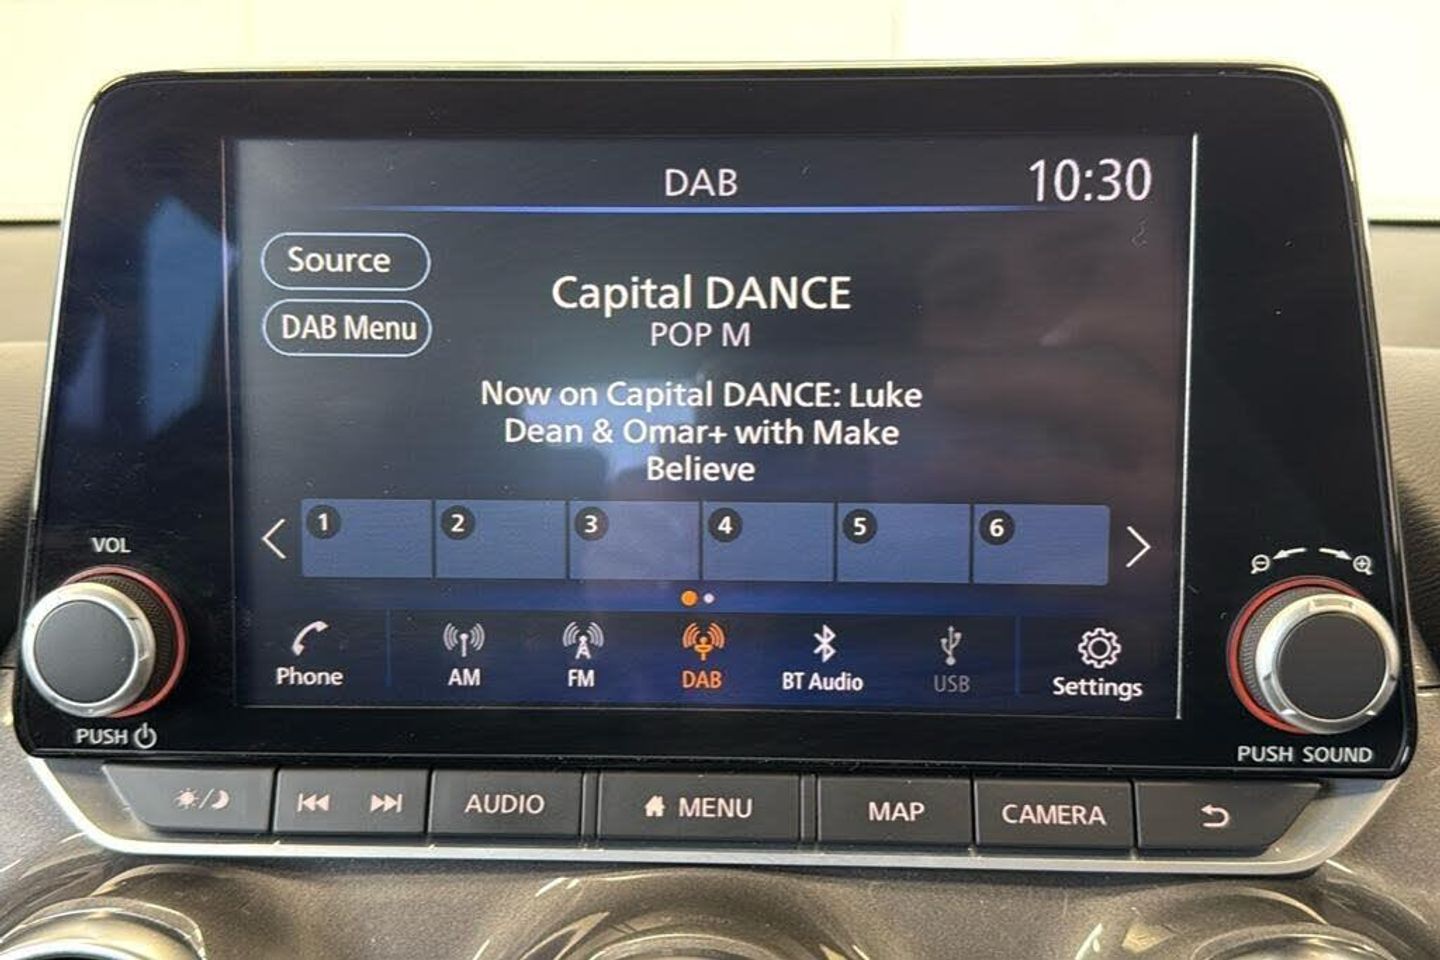 DAB
10:30
Source
DAB Menu
Capital DANCE
POP M
Now on Capital DANCE: Luke
Dean & Omar+ with Make
Believe
1 2 3 4 5 6
Phone AM FM DAB BT Audio USB Settings
VOL
PUSH
PUSH SOUND
AUDIO MENU MAP CAMERA